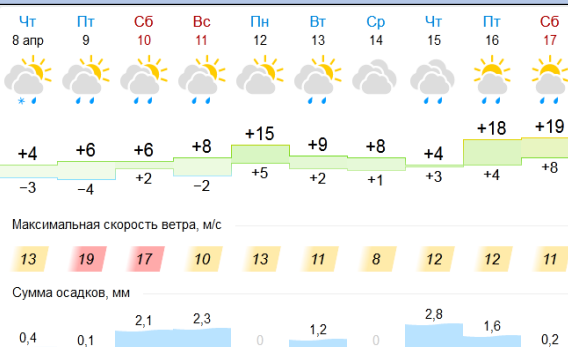 Чт Пт Сб Вс Пн Вт Ср Чт Пт Сб
8 апр 9 10 11 12 13 14 15 16 17
+4 +6 +6 +8 +15 +9 +8 +4 +18 +19
−3 −4 +2 −2 +5 +2 +1 +3 +4 +8
Максимальная скорость ветра, м/с
13 19 17 10 13 11 8 12 12 11
Сумма осадков, мм
0,4 0,1 2,1 2,3 0 1,2 0 2,8 1,6 0,2